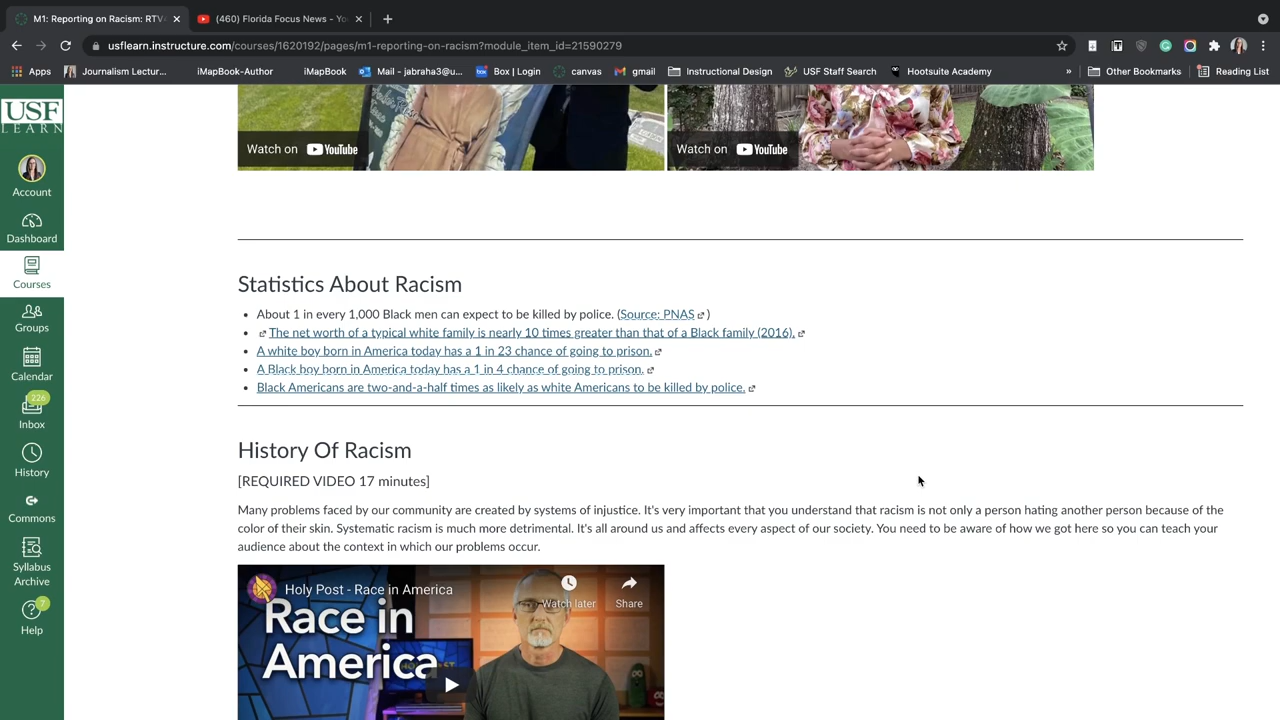 M1: Reporting on Racism: RTV
(460) Florida Focus News - Yo
usflearn.instructure.com/courses/1620192/pages/m1-reporting-on-racism?module_item_id=21590279
Apps
Journalism Lectur...
iMapBook-Author
iMapBook
Mail - jabraha3@u...
Box | Login
canvas
gmail
Instructional Design
USF Staff Search
Hootsuite Academy
»
Other Bookmarks
Reading List
USF
LEARN
Account
Dashboard
Courses
Groups
Calendar
226
Inbox
History
Commons
Syllabus
Archive
7
Help
Watch on YouTube
Watch on YouTube
Statistics About Racism
• About 1 in every 1,000 Black men can expect to be killed by police. (Source: PNAS )
• The net worth of a typical white family is nearly 10 times greater than that of a Black family (2016).
• A white boy born in America today has a 1 in 23 chance of going to prison.
• A Black boy born in America today has a 1 in 4 chance of going to prison.
• Black Americans are two-and-a-half times as likely as white Americans to be killed by police.
History Of Racism
[REQUIRED VIDEO 17 minutes]
Many problems faced by our community are created by systems of injustice. It's very important that you understand that racism is not only a person hating another person because of the
color of their skin. Systematic racism is much more detrimental. It's all around us and affects every aspect of our society. You need to be aware of how we got here so you can teach your
audience about the context in which our problems occur.
Holy Post - Race in America
Watch later
Share
Race in
America